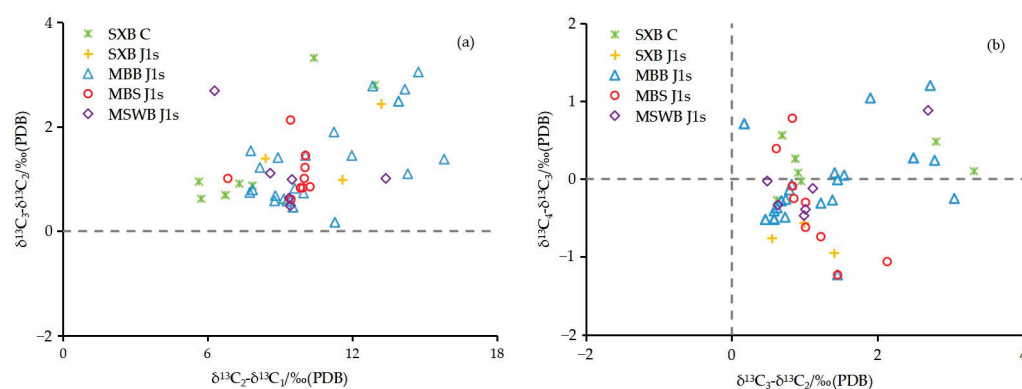 4
2
0
−2
0
6
12
18
SXB C
SXB J1s
MBB J1s
MBS J1s
MSWB J1s
(a)
δ¹³C₃-δ¹³C₂/‰(PDB)
δ¹³C₂-δ¹³C₁/‰(PDB)
2
1
0
−1
−2
−2
0
2
4
SXB C
SXB J1s
MBB J1s
MBS J1s
MSWB J1s
(b)
δ¹³C₄-δ¹³C₃/‰(PDB)
δ¹³C₃-δ¹³C₂/‰(PDB)